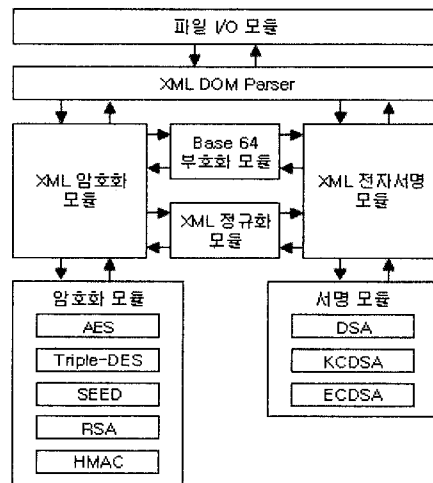 파일 I/O 모듈
XML DOM Parser
XML 암호화
모듈
Base 64
부호화 모듈
XML 정규화
모듈
XML 전자서명
모듈
암호화 모듈
AES
Triple-DES
SEED
RSA
HMAC
서명 모듈
DSA
KCDSA
ECDSA